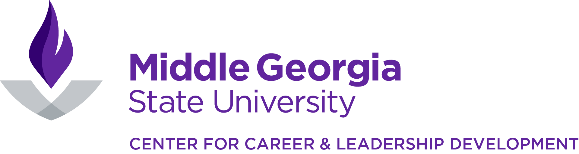 Middle Georgia
State University
CENTER FOR CAREER & LEADERSHIP DEVELOPMENT